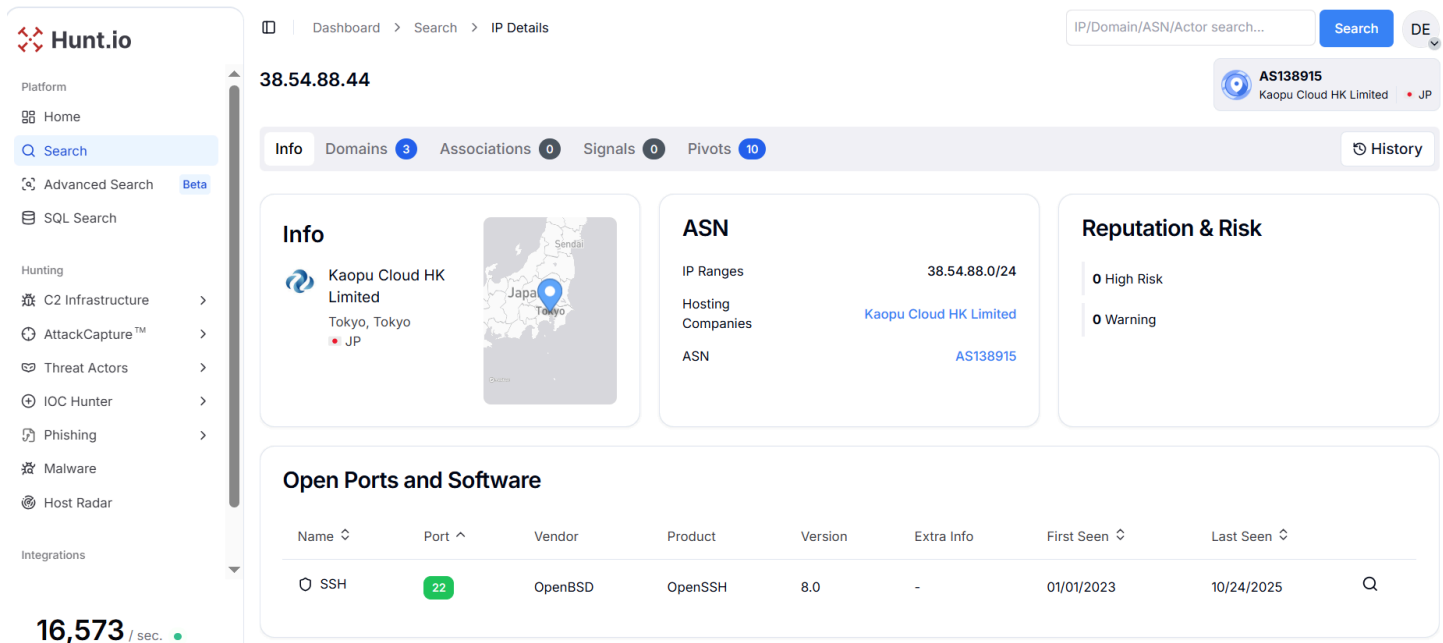 Hunt.io
Platform
Home
Search
Advanced Search Beta
SQL Search
Hunting
C2 Infrastructure
AttackCapture™
Threat Actors
IOC Hunter
Phishing
Malware
Host Radar
Integrations
16,573 / sec.
Dashboard > Search > IP Details
IP/Domain/ASN/Actor search...
Search
DE
38.54.88.44
AS138915
Kaopu Cloud HK Limited JP
Info Domains 3 Associations 0 Signals 0 Pivots 10
History
Info
Kaopu Cloud HK
Limited
Tokyo, Tokyo
JP
Sendai
Japa
Tokyo
ASN
IP Ranges 38.54.88.0/24
Hosting
Companies
Kaopu Cloud HK Limited
ASN AS138915
Reputation & Risk
0 High Risk
0 Warning
Open Ports and Software
Name Port Vendor Product Version Extra Info First Seen Last Seen
SSH 22 OpenBSD OpenSSH 8.0 - 01/01/2023 10/24/2025